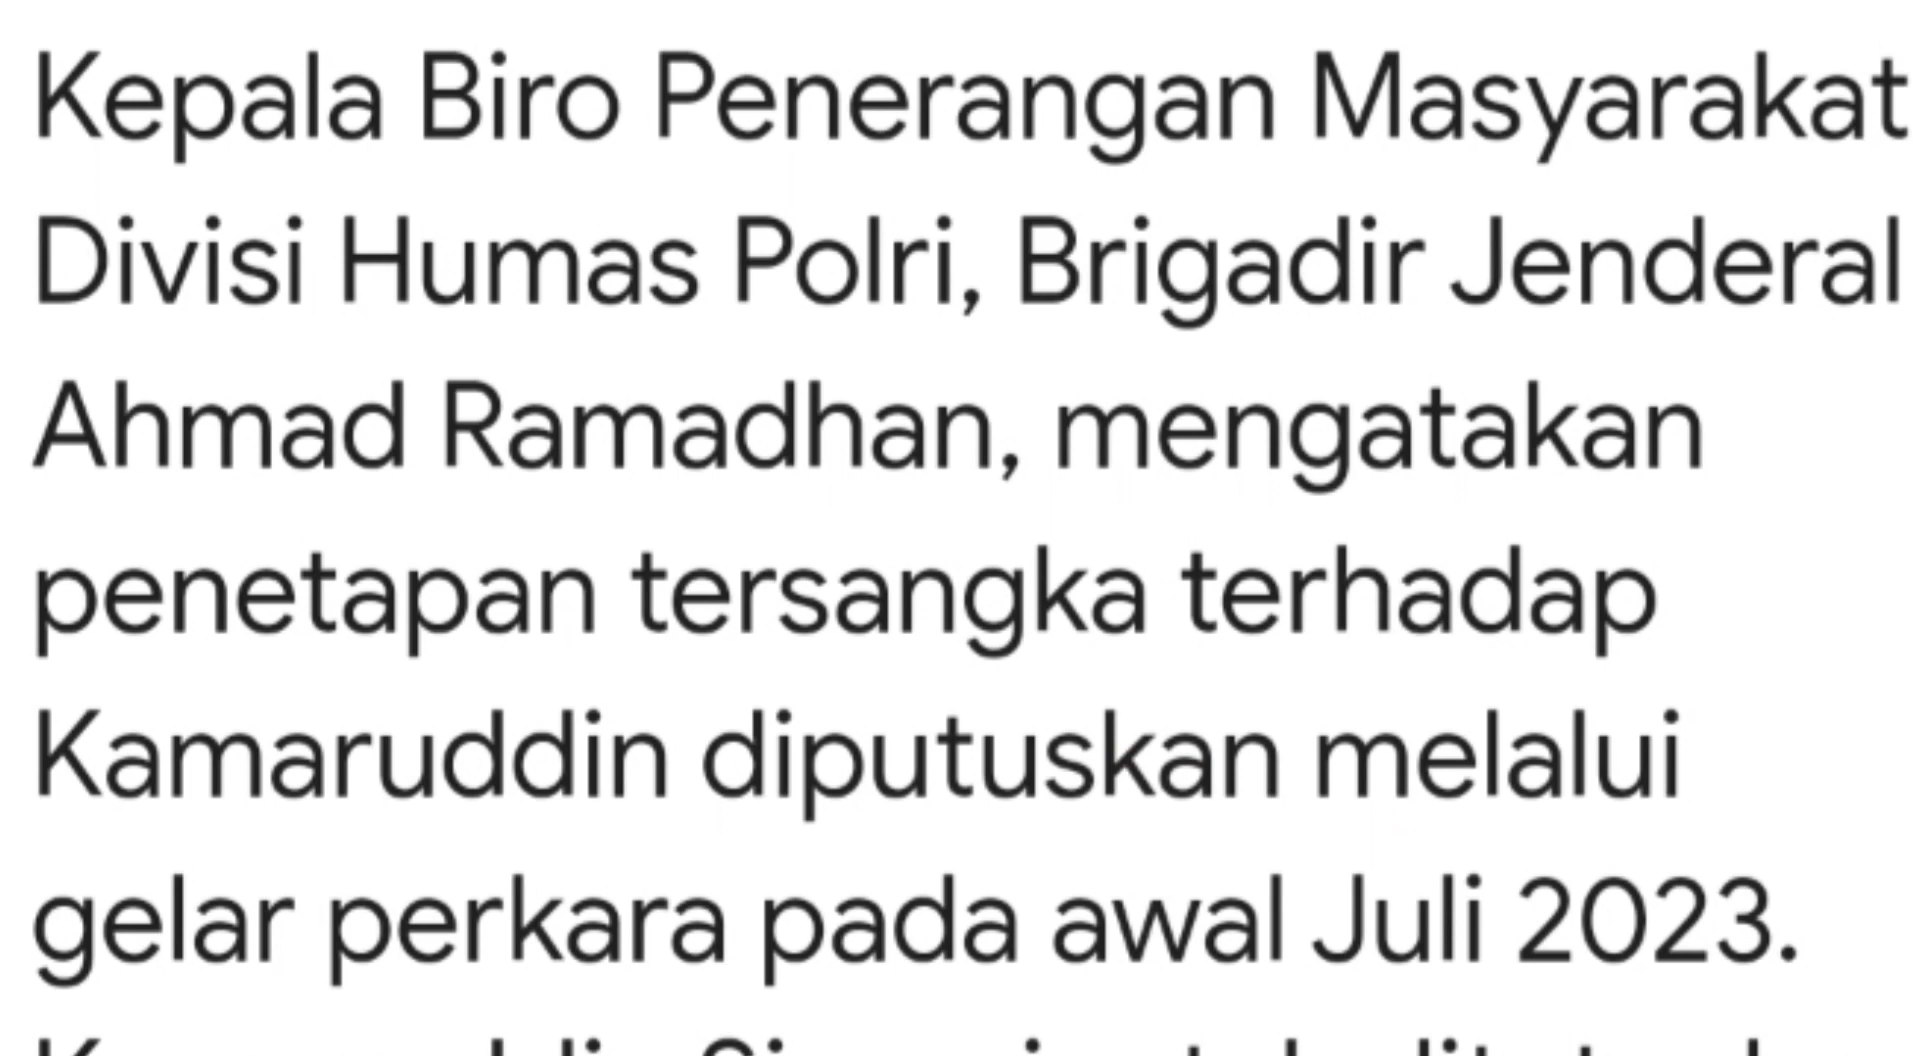 Kepala Biro Penerangan Masyarakat
Divisi Humas Polri, Brigadir Jenderal
Ahmad Ramadhan, mengatakan
penetapan tersangka terhadap
Kamaruddin diputuskan melalui
gelar perkara pada awal Juli 2023.